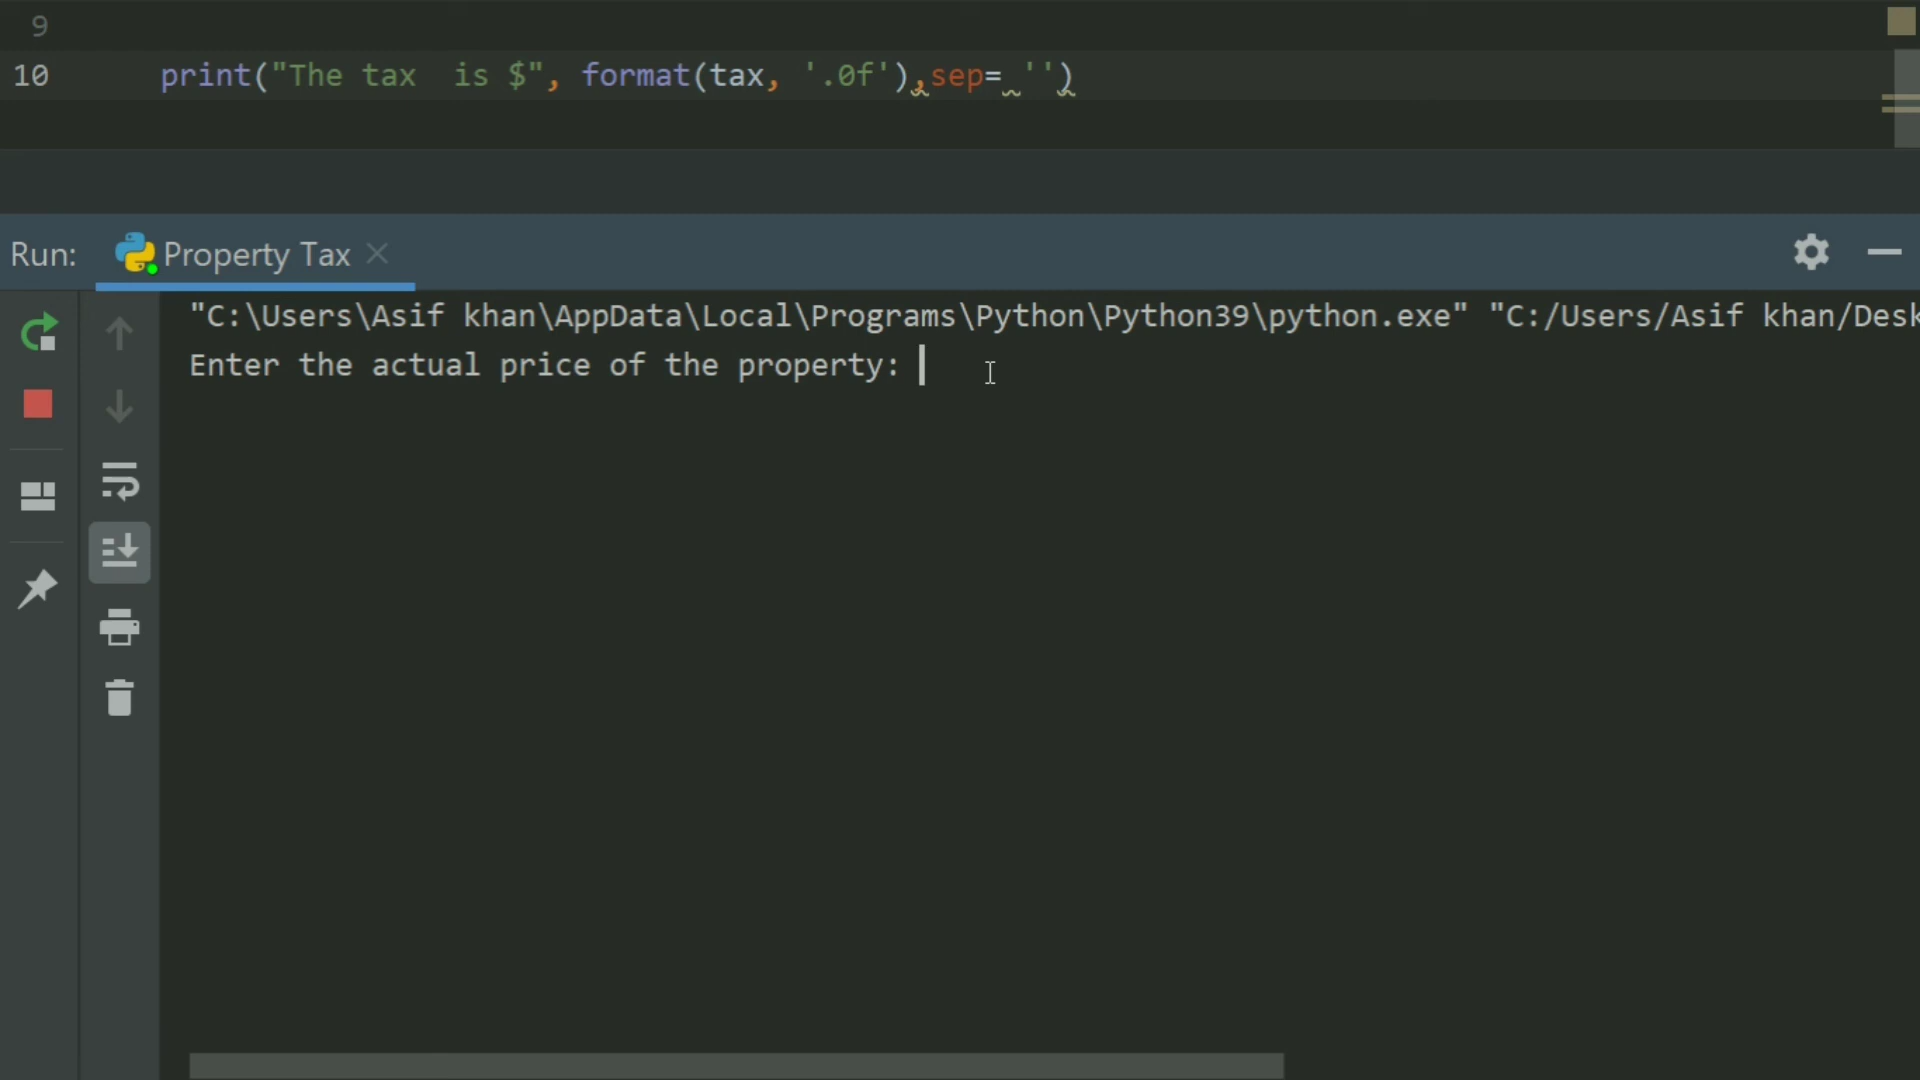 9
10 print("The tax  is $", format(tax, '.0f'),sep= '')
Run: Property Tax
"C:\Users\Asif khan\AppData\Local\Programs\Python\Python39\python.exe" "C:/Users/Asif khan/Desk
Enter the actual price of the property: